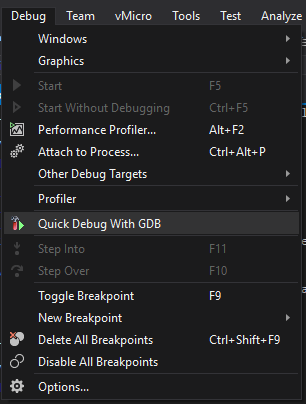 Debug Team vMicro Tools Test Analyze
Windows
Graphics
Start F5
Start Without Debugging Ctrl+F5
Performance Profiler... Alt+F2
Attach to Process... Ctrl+Alt+P
Other Debug Targets
Profiler
Quick Debug With GDB
Step Into F11
Step Over F10
Toggle Breakpoint F9
New Breakpoint
Delete All Breakpoints Ctrl+Shift+F9
Disable All Breakpoints
Options...